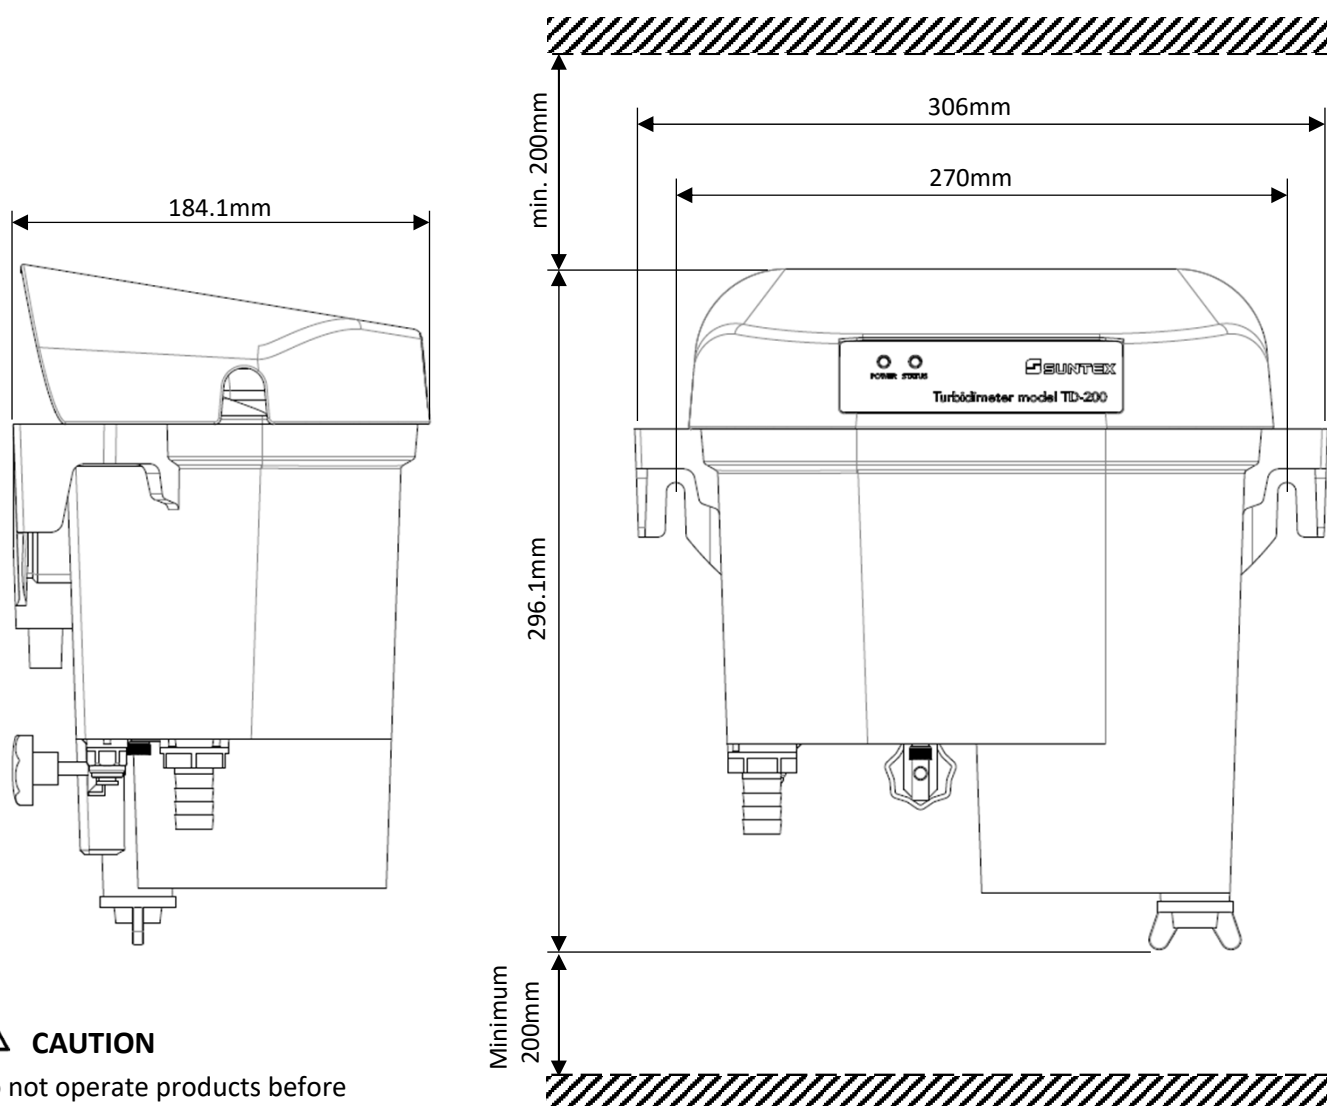 306mm
min. 200mm
270mm
184.1mm
POWER STATUS
SUNTEX
Turbidimeter model TD-200
296.1mm
Minimum
200mm
CAUTION
not operate products before